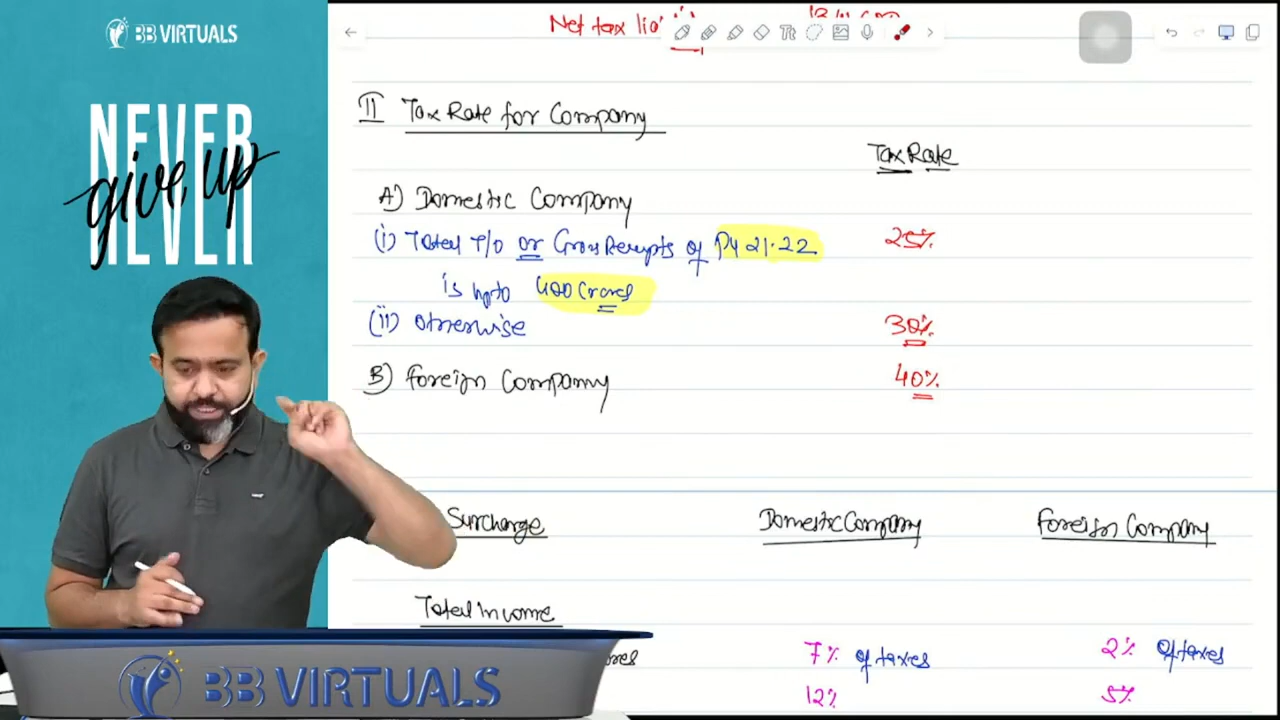 BB VIRTUALS
NEVER
give up
NEVER
Net tax
II Tax Rate for Company
Tax Rate
A) Domestic Company
(i) Total T/O or Gross Receipts of PY 21-22 25%
is upto 400 Crores
(ii) Otherwise 30%
B) Foreign Company 40%
Surcharge Domestic Company Foreign Company
Total Income
7% of taxes 2% of taxes
12% 5%
BB VIRTUALS